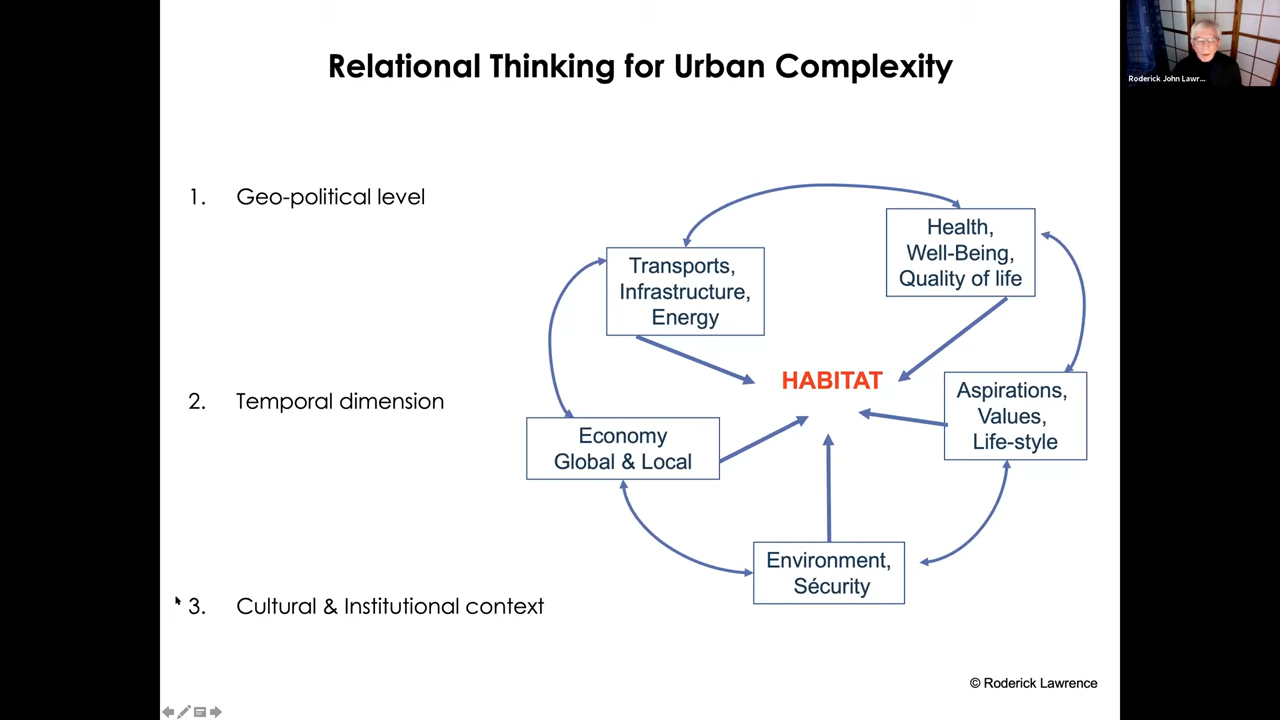 Relational Thinking for Urban Complexity
Roderick John Lawr...
1. Geo-political level
2. Temporal dimension
3. Cultural & Institutional context
Transports,
Infrastructure,
Energy
Health,
Well-Being,
Quality of life
HABITAT
Aspirations,
Values,
Life-style
Economy
Global & Local
Environment,
Sécurity
© Roderick Lawrence